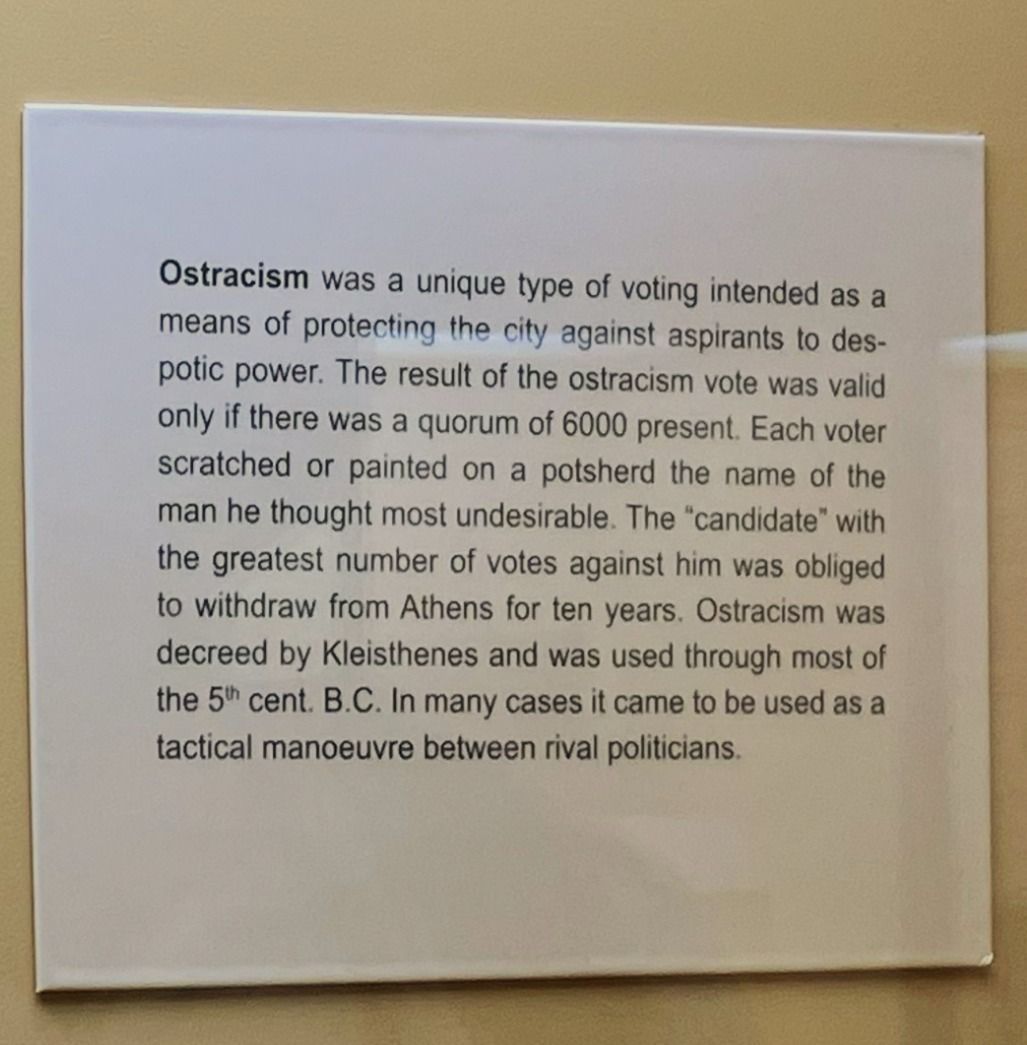 Ostracism was a unique type of voting intended as a
means of protecting the city against aspirants to des-
potic power. The result of the ostracism vote was valid
only if there was a quorum of 6000 present. Each voter
scratched or painted on a potsherd the name of the
man he thought most undesirable. The “candidate” with
the greatest number of votes against him was obliged
to withdraw from Athens for ten years. Ostracism was
decreed by Kleisthenes and was used through most of
the 5th cent. B.C. In many cases it came to be used as a
tactical manoeuvre between rival politicians.